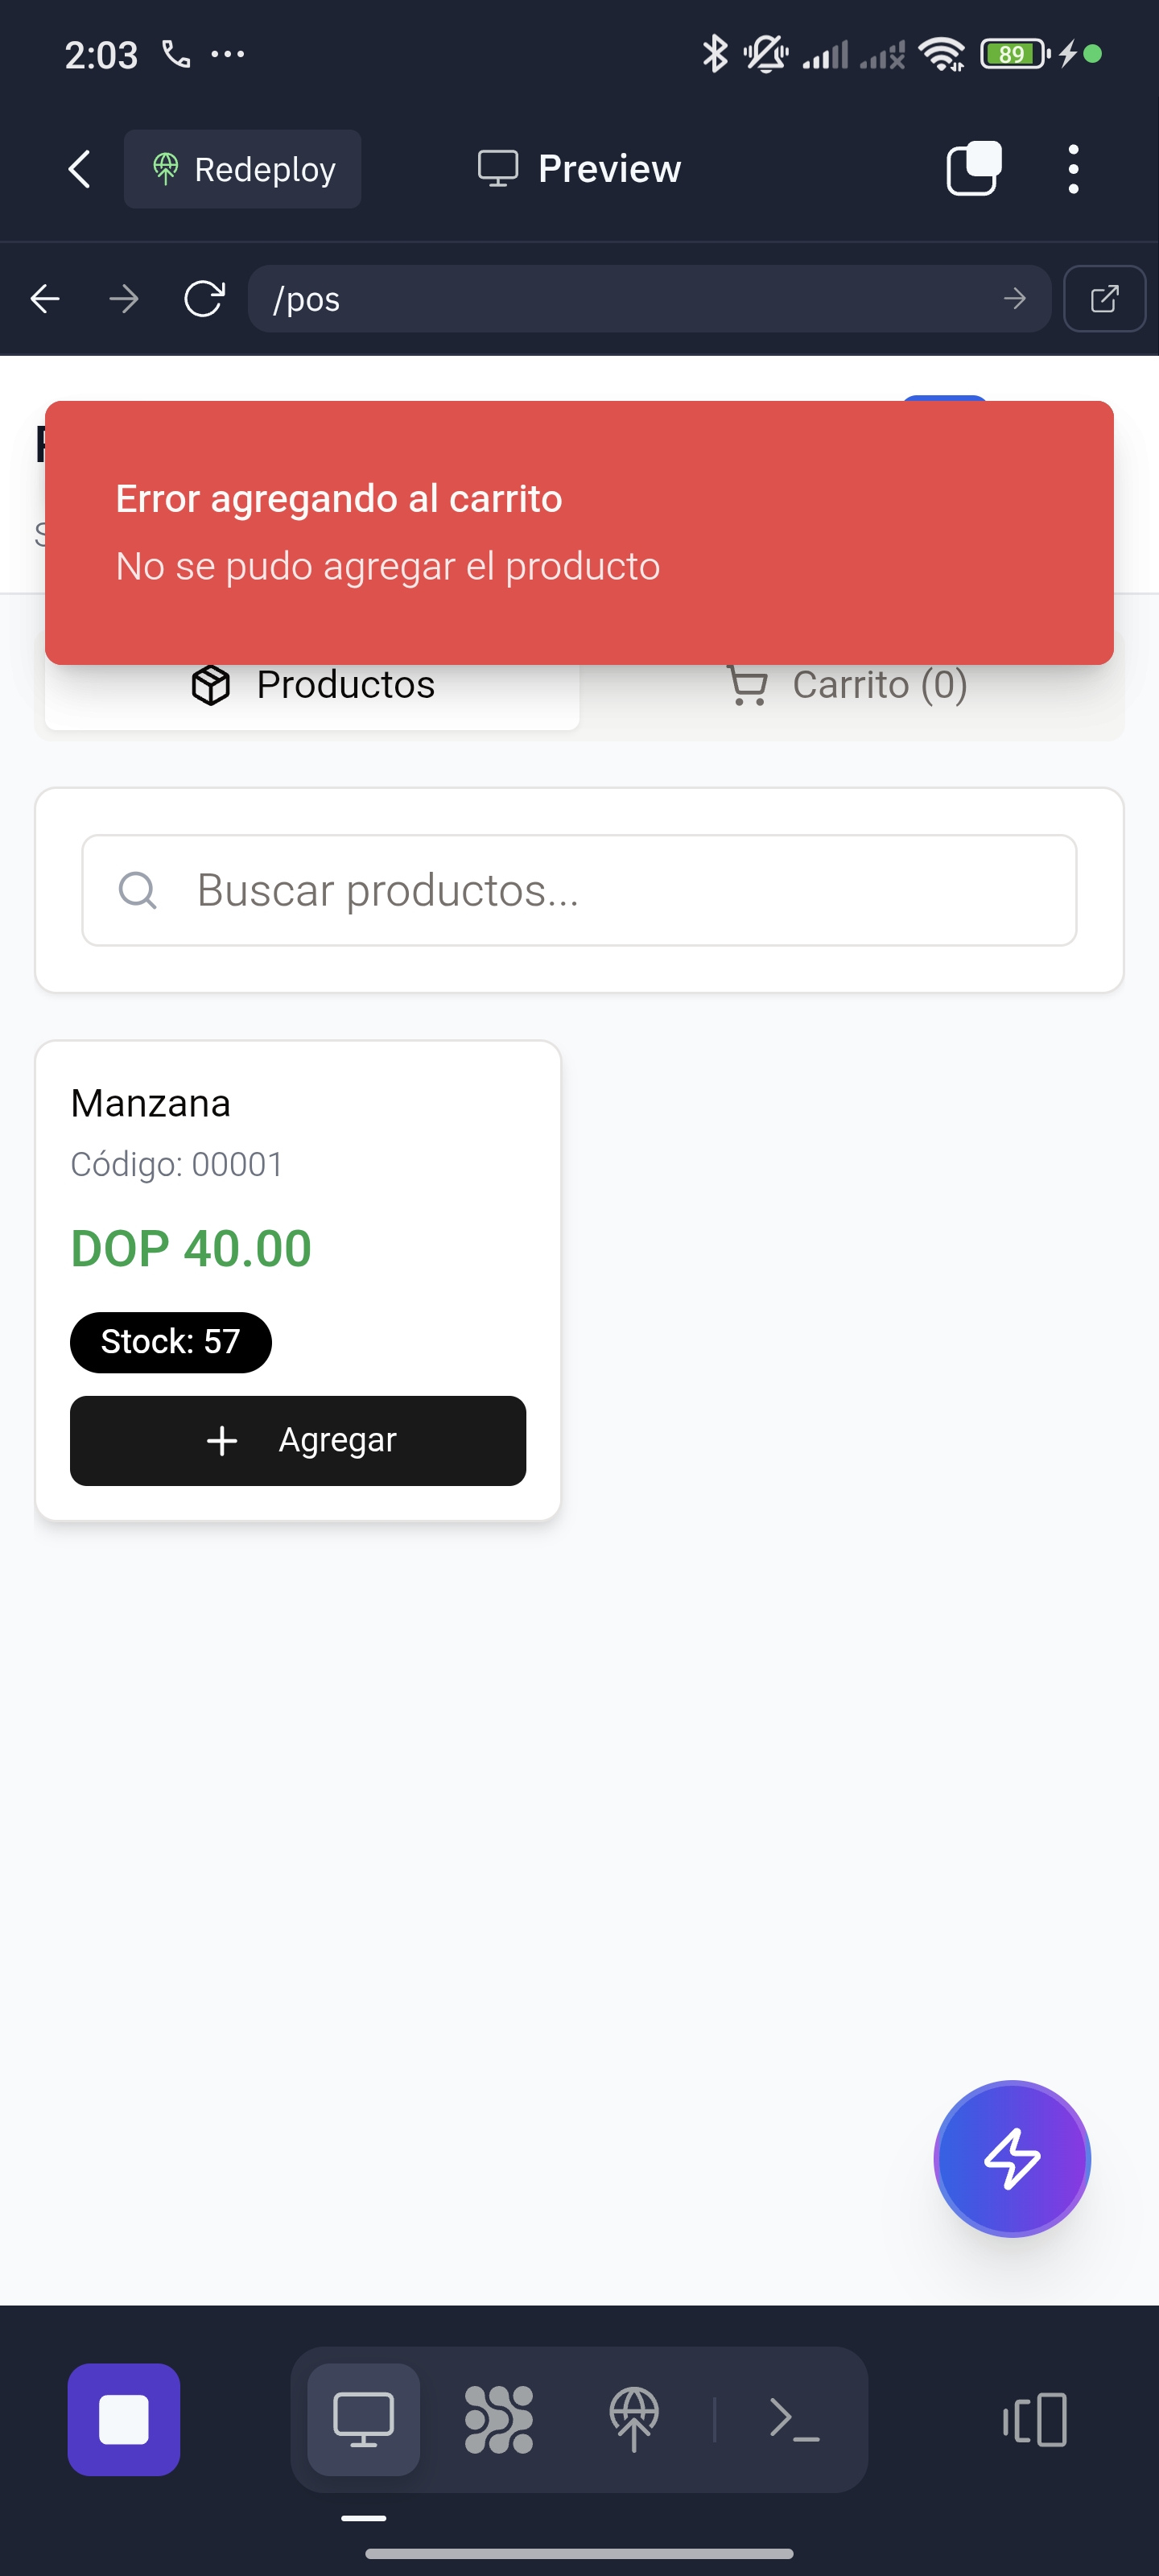 2:03
89
Redeploy
Preview
/pos
Error agregando al carrito
No se pudo agregar el producto
Productos
Carrito (0)
Buscar productos...
Manzana
Código: 00001
DOP 40.00
Stock: 57
Agregar